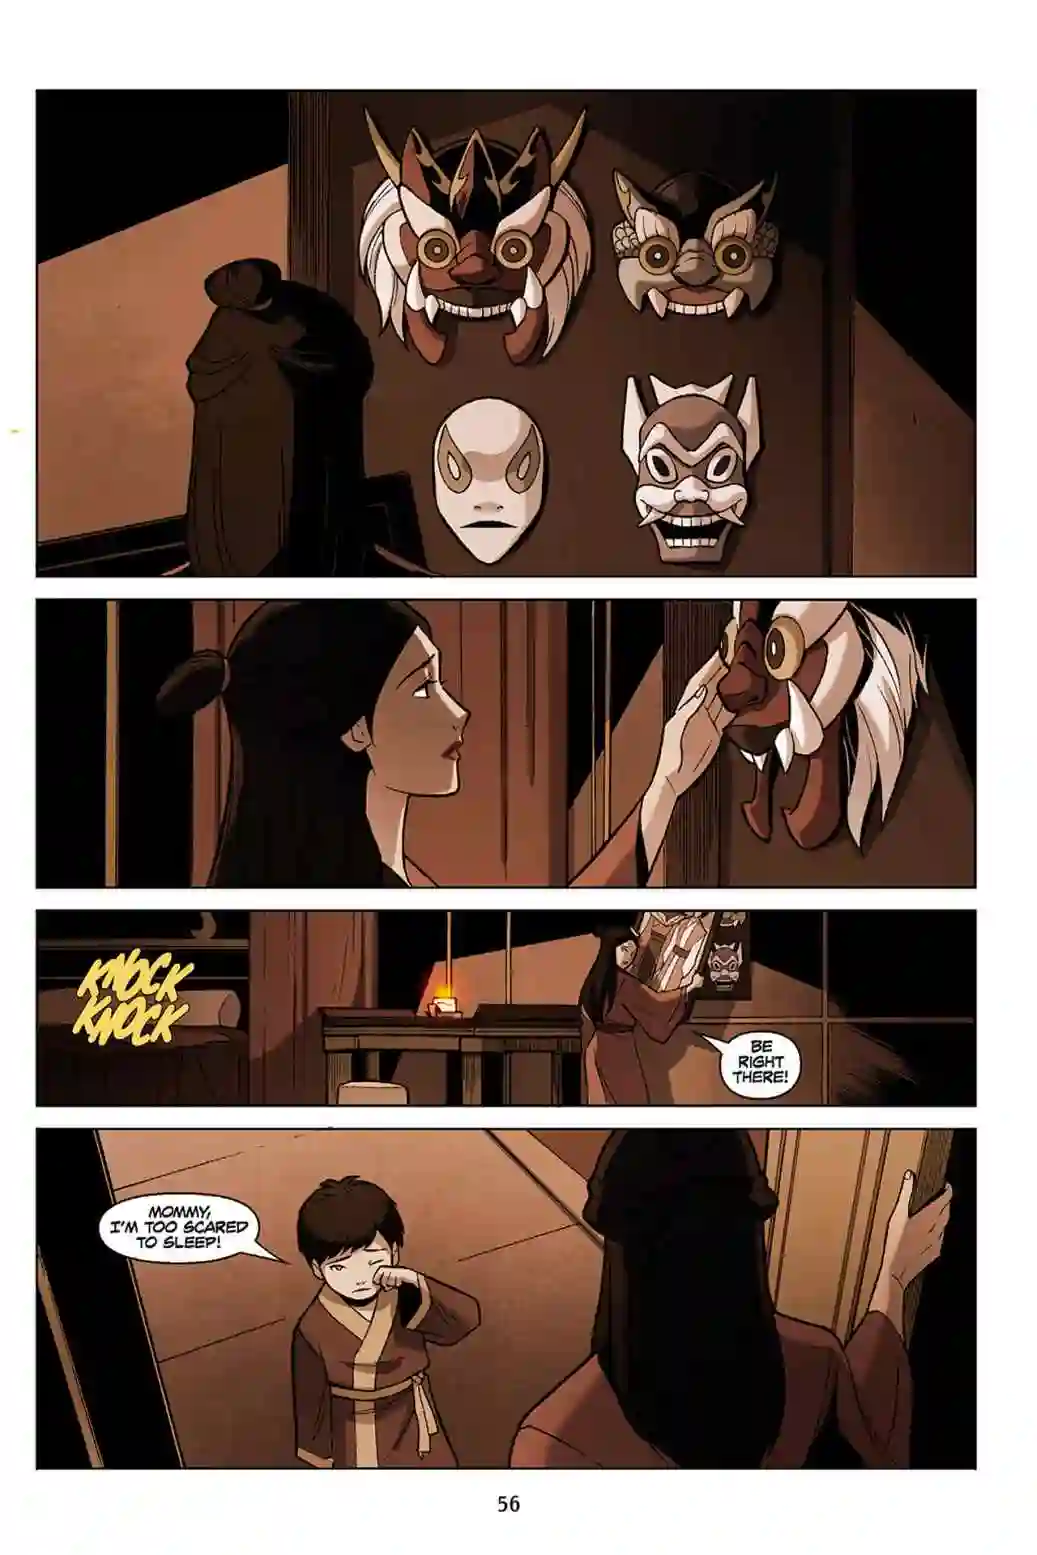 KNOCK
KNOCK
BE
RIGHT
THERE!
MOMMY,
I'M TOO SCARED
TO SLEEP!
56